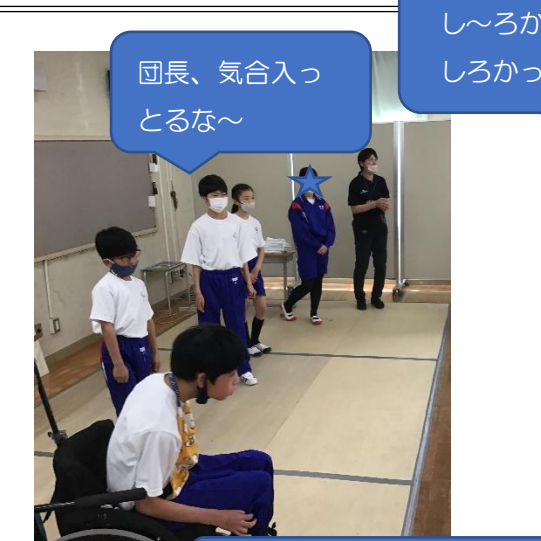 し～ろか
しろかっ
団長、気合入っ
とるな～